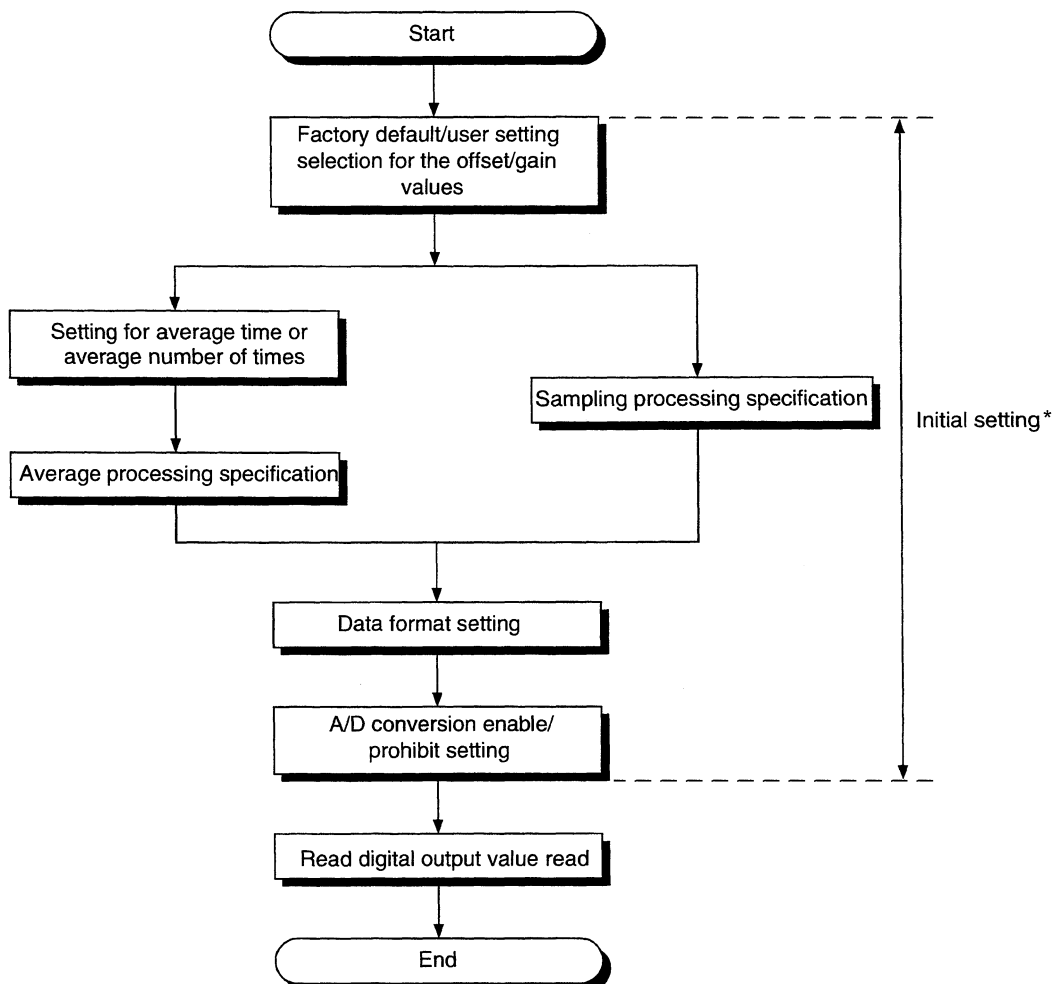 Start
Factory default/user setting
selection for the offset/gain
values
Setting for average time or
average number of times
Sampling processing specification
Initial setting*
Average processing specification
Data format setting
A/D conversion enable/
prohibit setting
Read digital output value read
End